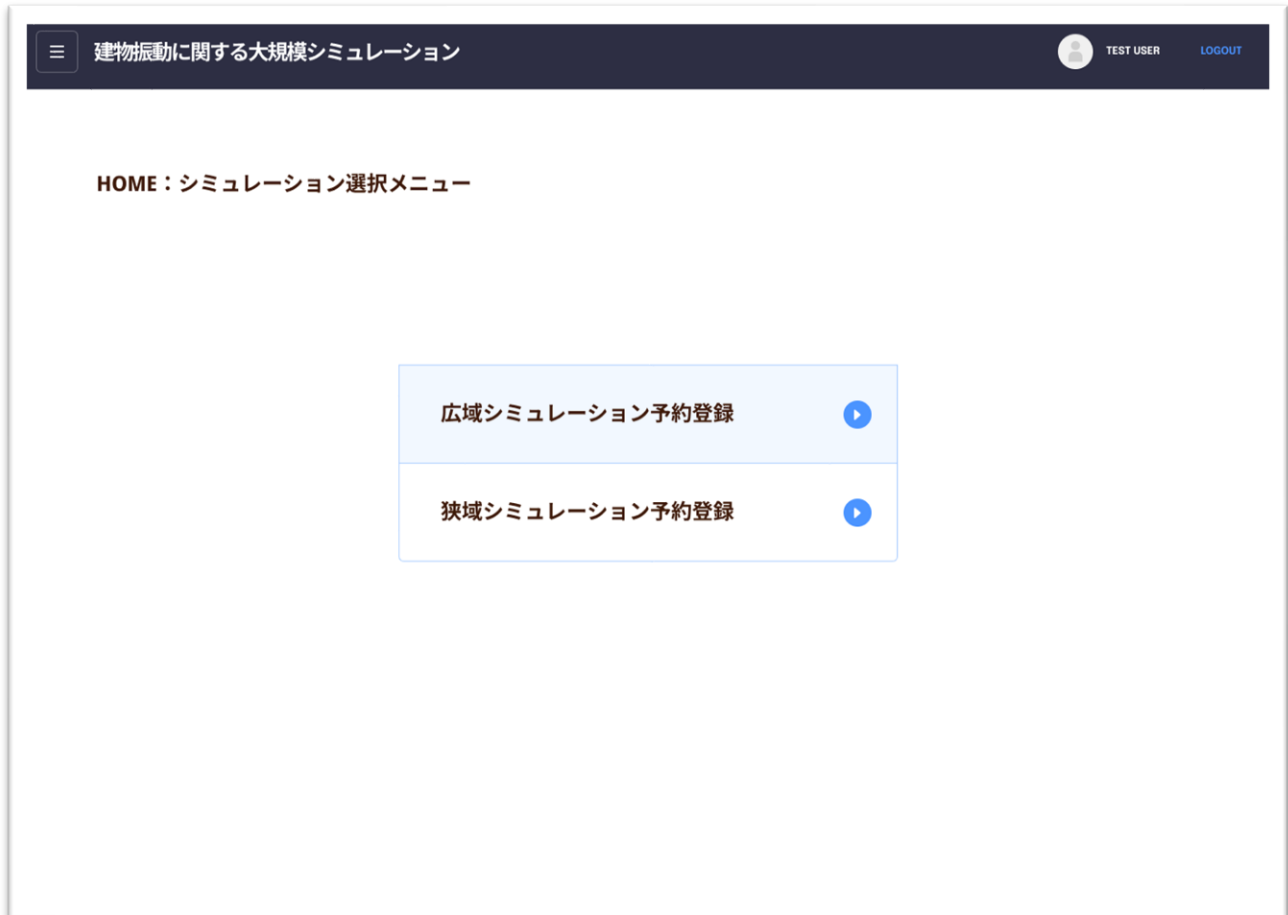 建物振動に関する大規模シミュレーション
TEST USER
LOGOUT
HOME：シミュレーション選択メニュー
広域シミュレーション予約登録
狭域シミュレーション予約登録